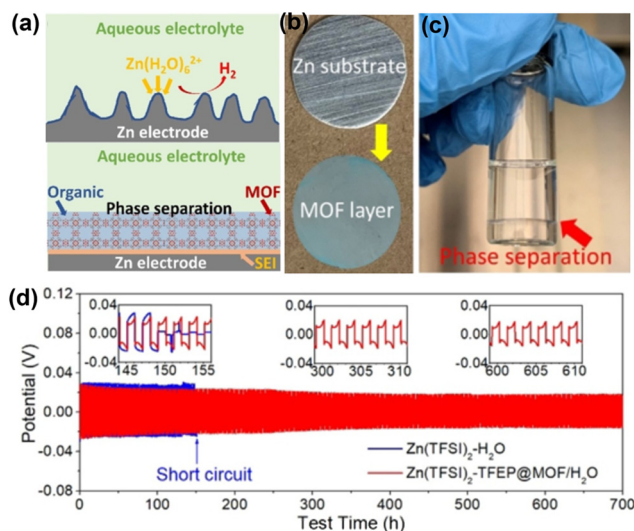 (a)
Aqueous electrolyte
Zn(H₂O)₆²⁺
H₂
Zn electrode
Aqueous electrolyte
Organic
MOF
Phase separation
SEI
Zn electrode
(b)
Zn substrate
MOF layer
(c)
Phase separation
(d)
Potential (V)
0.12
0.08
0.04
0.00
-0.04
-0.08
0.04
0.00
-0.04
145 150 155
0.04
0.00
-0.04
300 305 310
0.04
0.00
-0.04
600 605 610
Short circuit
Zn(TFSI)₂-H₂O
Zn(TFSI)₂-TFEP@MOF/H₂O
0 100 200 300 400 500 600 700
Test Time (h)